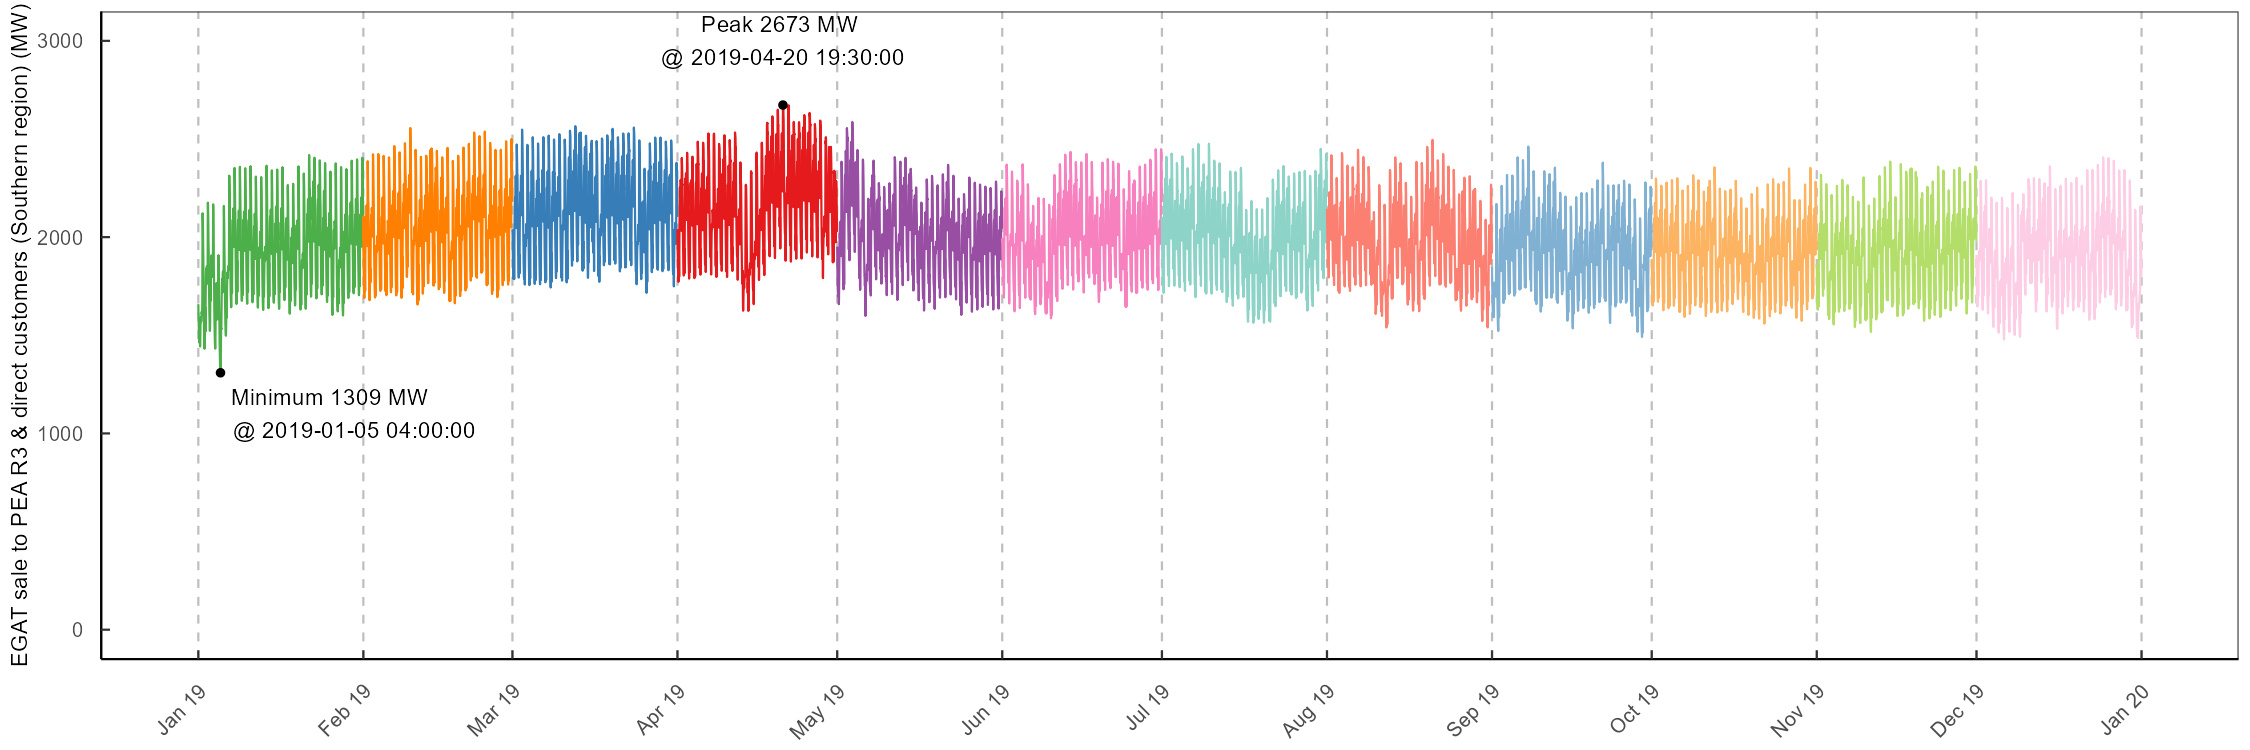 EGAT sale to PEA R3 & direct customers (Southern region) (MW)
3000
2000
1000
0
Peak 2673 MW
@ 2019-04-20 19:30:00
Minimum 1309 MW
@ 2019-01-05 04:00:00
Jan 19
Feb 19
Mar 19
Apr 19
May 19
Jun 19
Jul 19
Aug 19
Sep 19
Oct 19
Nov 19
Dec 19
Jan 20